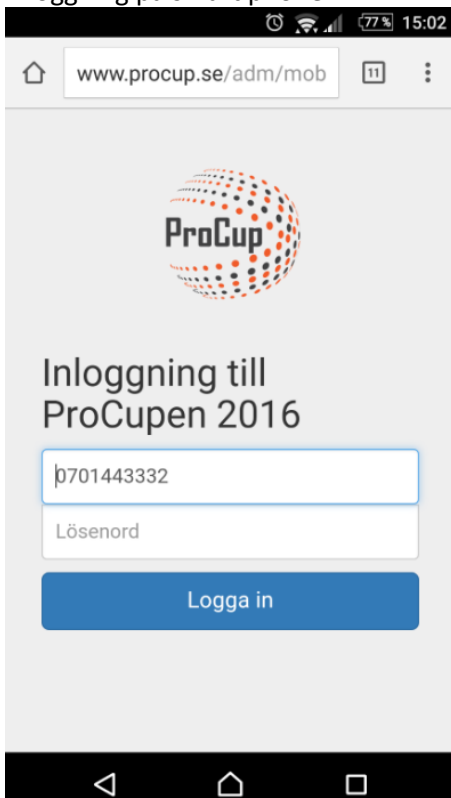 77 % 15:02
www.procup.se/adm/mob 11
ProCup
Inloggning till
ProCupen 2016
0701443332
Lösenord
Logga in